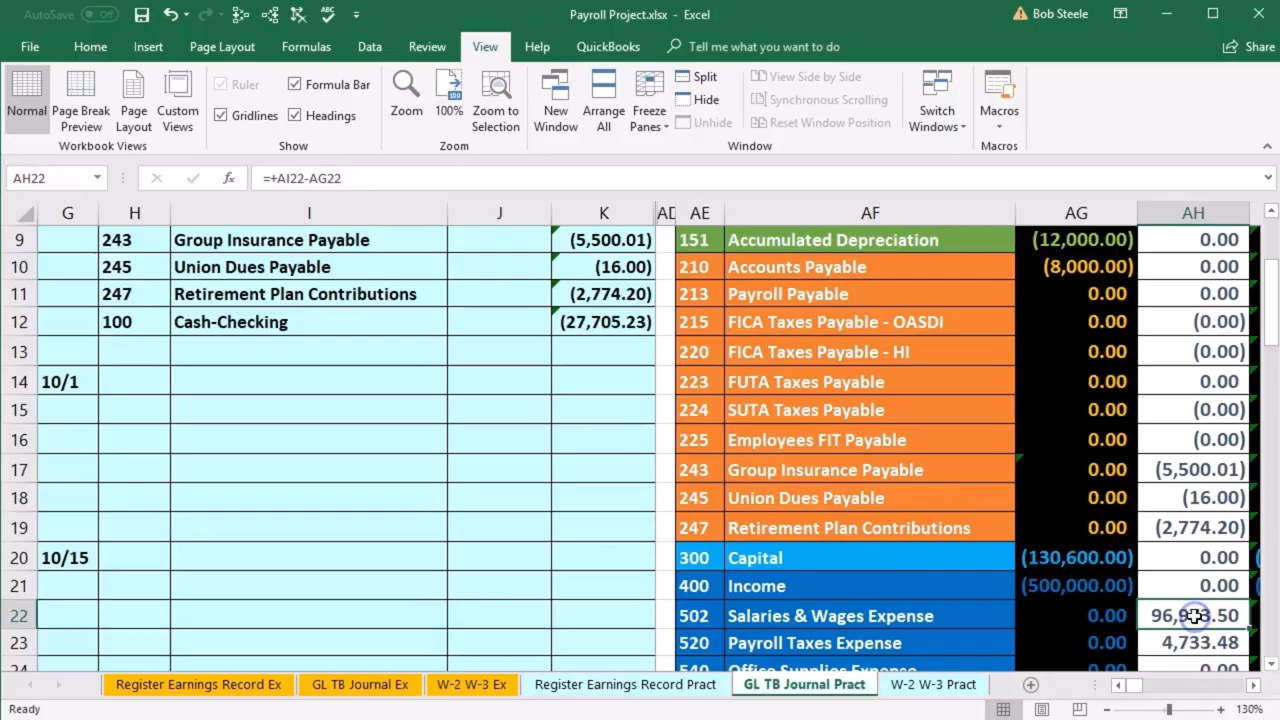 AutoSave Off
Payroll Project.xlsx - Excel
Bob Steele
File Home Insert Page Layout Formulas Data Review View Help QuickBooks Tell me what you want to do Share
Normal
Page Break Preview
Page Layout
Custom Views
Workbook Views
Ruler
Formula Bar
Gridlines
Headings
Show
Zoom
100%
Zoom to Selection
Zoom
New Window
Arrange All
Freeze Panes
Split
Hide
Unhide
View Side by Side
Synchronous Scrolling
Reset Window Position
Switch Windows
Window
Macros
Macros
AH22 fx =+AI22-AG22
G H I J K AD AE AF AG AH
9 243 Group Insurance Payable (5,500.01) 151 Accumulated Depreciation (12,000.00) 0.00
10 245 Union Dues Payable (16.00) 210 Accounts Payable (8,000.00) 0.00
11 247 Retirement Plan Contributions (2,774.20) 213 Payroll Payable 0.00 0.00
12 100 Cash-Checking (27,705.23) 215 FICA Taxes Payable - OASDI 0.00 (0.00)
13 220 FICA Taxes Payable - HI 0.00 (0.00)
14 10/1 223 FUTA Taxes Payable 0.00 0.00
15 224 SUTA Taxes Payable 0.00 (0.00)
16 225 Employees FIT Payable 0.00 (0.00)
17 243 Group Insurance Payable 0.00 (5,500.01)
18 245 Union Dues Payable 0.00 (16.00)
19 247 Retirement Plan Contributions 0.00 (2,774.20)
20 10/15 300 Capital (130,600.00) 0.00
21 400 Income (500,000.00) 0.00
22 502 Salaries & Wages Expense 0.00
23 520 Payroll Taxes Expense 4,733.48
24 540 Office Supplies Expense 0.00 0.00
Register Earnings Record Ex GL TB Journal Ex W-2 W-3 Ex Register Earnings Record Pract GL TB Journal Pract W-2 W-3 Pract
Ready 130%